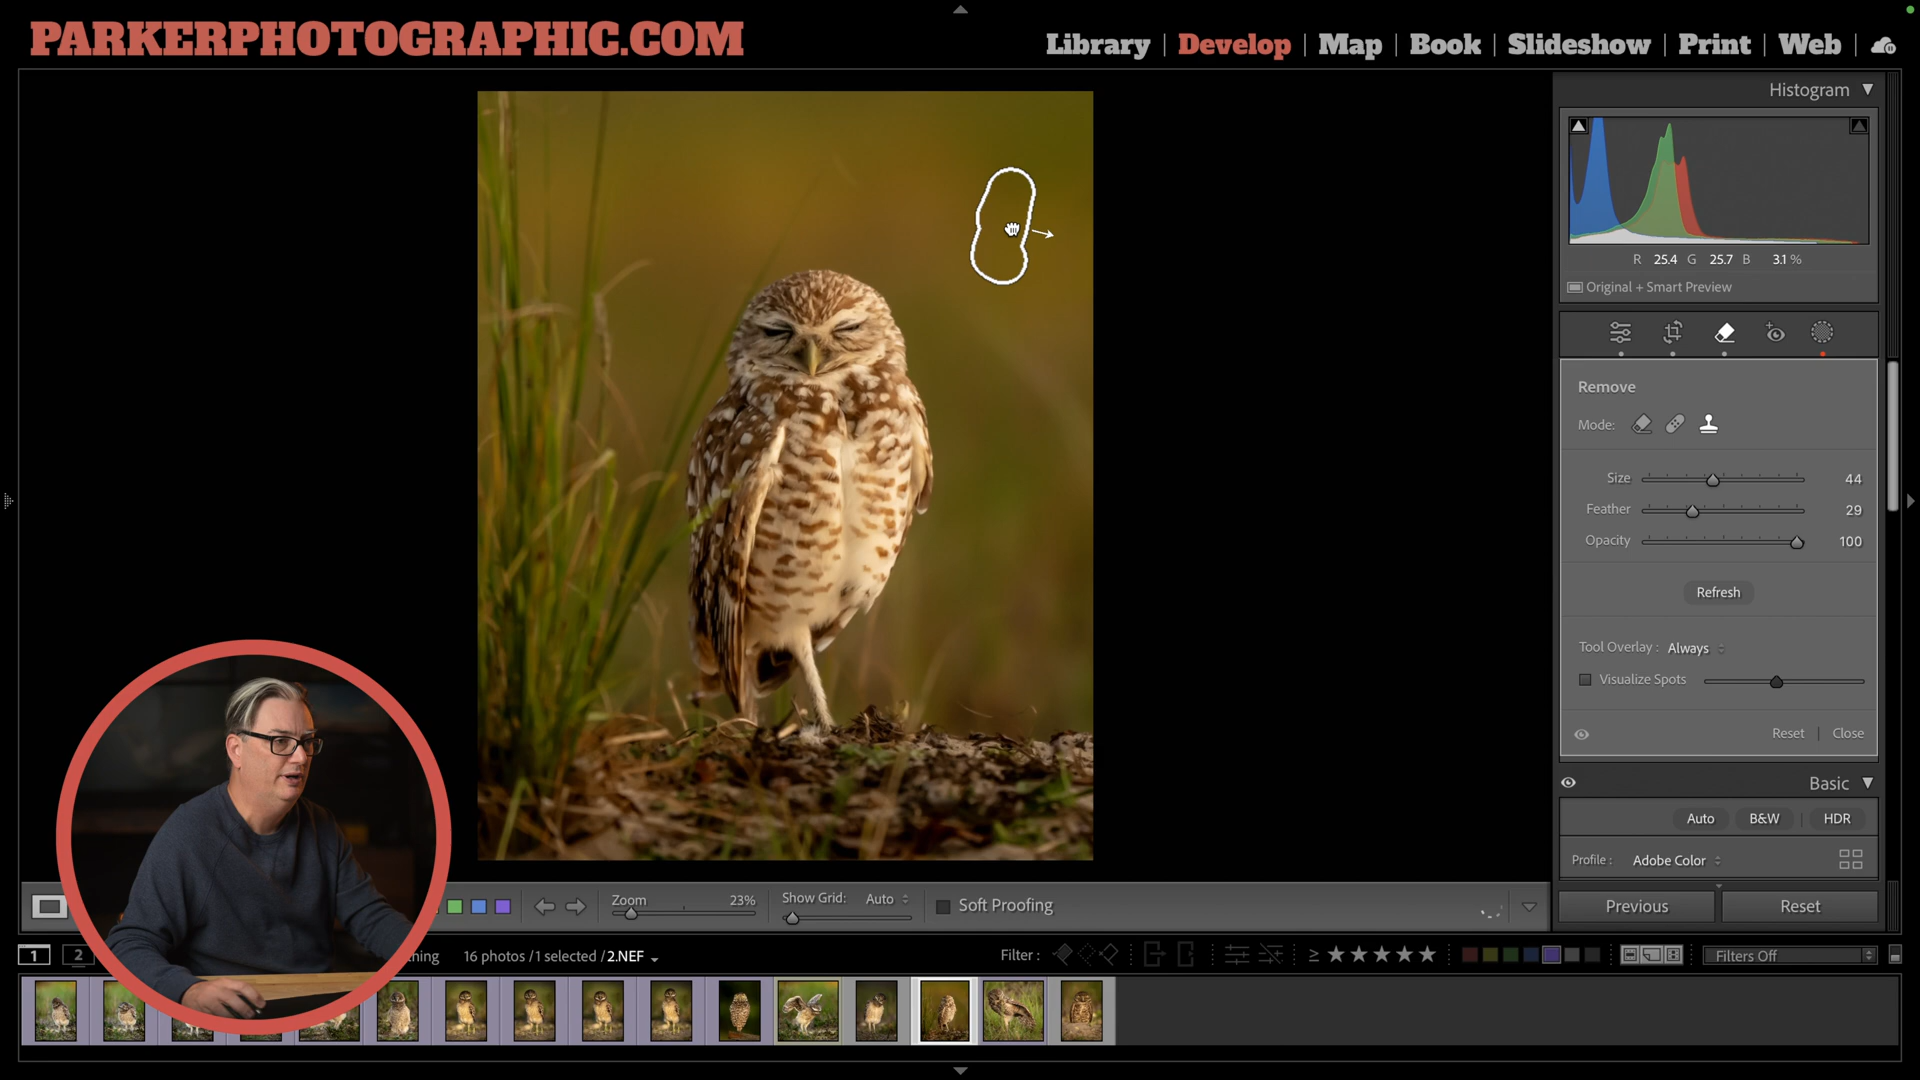 PARKERPHOTOGRAPHIC.COM
Library | Develop | Map | Book | Slideshow | Print | Web |
Histogram
R 25.4 G 25.7 B 3.1 %
Original + Smart Preview
Remove
Mode:
Size 44
Feather 29
Opacity 100
Refresh
Tool Overlay : Always
Visualize Spots
Reset | Close
Basic
Auto B&W | HDR
Profile : Adobe Color
Previous Reset
Zoom 23% Show Grid: Auto Soft Proofing
1 2 hing 16 photos /1 selected /2.NEF Filter : ≥ ★★★★★ Filters Off